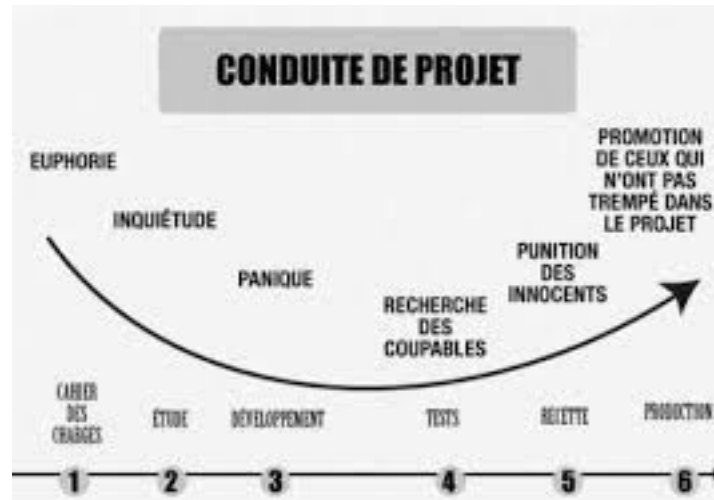 CONDUITE DE PROJET
EUPHORIE
INQUIÉTUDE
PANIQUE
RECHERCHE
DES
COUPABLES
PUNITION
DES
INNOCENTS
PROMOTION
DE CEUX QUI
N'ONT PAS
TREMPÉ DANS
LE PROJET
CAHIER
DES
CHARGES
ÉTUDE
DÉVELOPPEMENT
TESTS
RECETTE
PRODUCTION
1
2
3
4
5
6